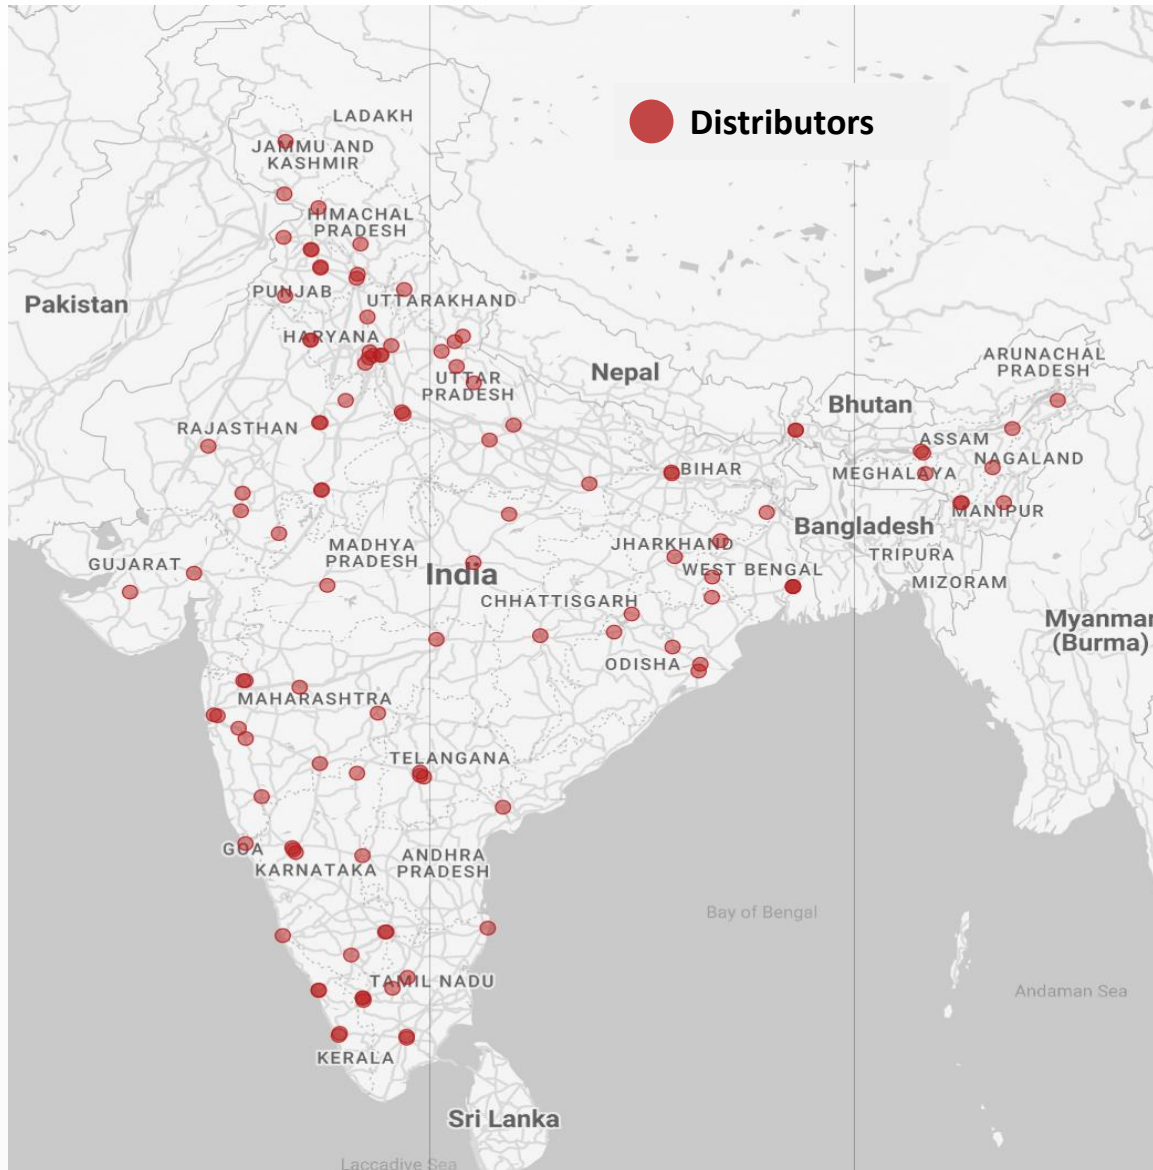 LADAKH
Distributors
JAMMU AND
KASHMIR
HIMACHAL
PRADESH
Pakistan
PUNJAB
UTTARAKHAND
HARYANA
ARUNACHAL
PRADESH
Nepal
UTTAR
PRADESH
Bhutan
RAJASTHAN
ASSAM
NAGALAND
BIHAR
MEGHALAYA
MANIPUR
Bangladesh
JHARKHAND
MADHYA
PRADESH
TRIPURA
GUJARAT
WEST BENGAL
India
MIZORAM
CHHATTISGARH
Myanmar
(Burma)
ODISHA
MAHARASHTRA
TELANGANA
GOA
ANDHRA
PRADESH
KARNATAKA
Bay of Bengal
TAMIL NADU
Andaman Sea
KERALA
Sri Lanka
Laccadive Sea